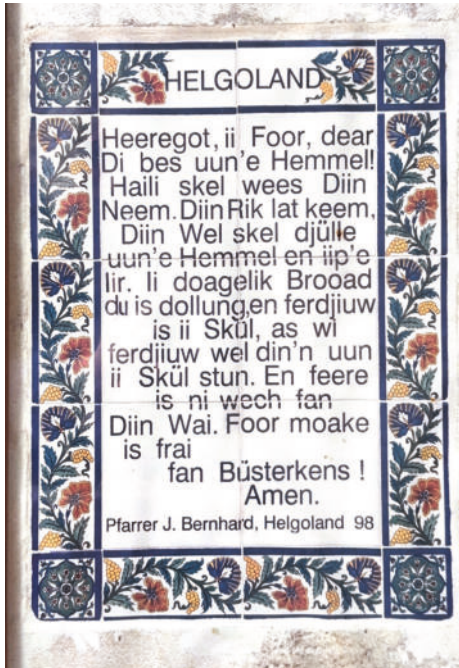 HELGOLAND
Heeregot, ii Foor, dear
Di bes uun'e Hemmel!
Haili skel wees Diin
Neem. Diin Rik lat keem,
Diin Wel skel djülle
uun'e Hemmel en iip'e
lir. Ii doagelik Brooad
du is dollung,en ferdjiuw
is ii Skül, as wi
ferdjiuw wel din'n uun
ii Skül stun. En feere
is ni wech fan
Diin Wai. Foor moake
is frai
fan Büsterkens !
Amen.
Pfarrer J. Bernhard, Helgoland 98